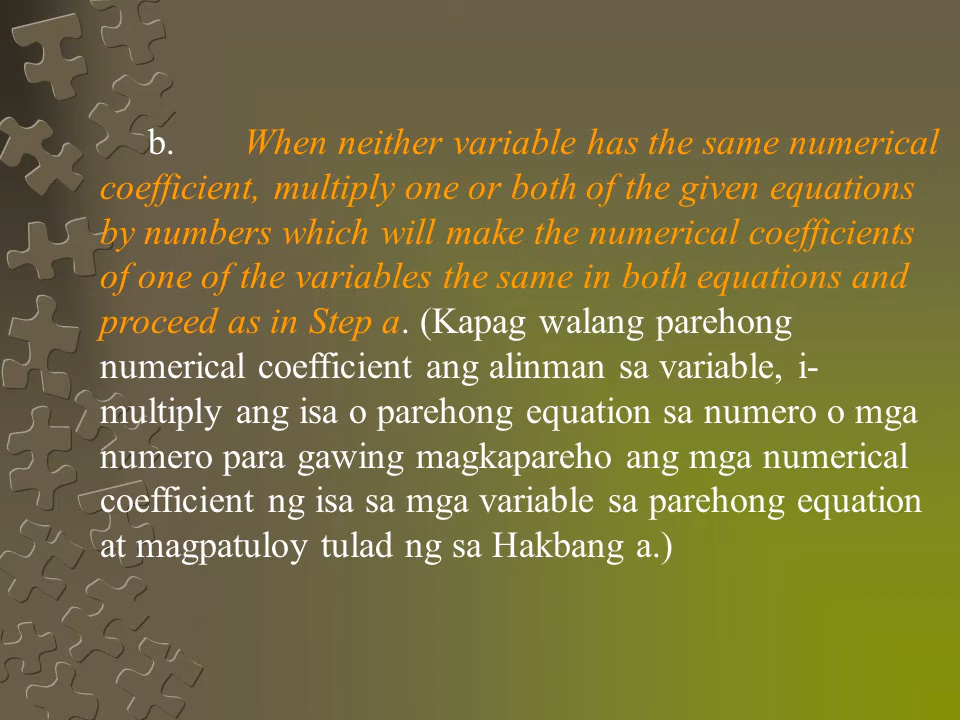 b. When neither variable has the same numerical
coefficient, multiply one or both of the given equations
by numbers which will make the numerical coefficients
of one of the variables the same in both equations and
proceed as in Step a. (Kapag walang parehong
numerical coefficient ang alinman sa variable, i-
multiply ang isa o parehong equation sa numero o mga
numero para gawing magkapareho ang mga numerical
coefficient ng isa sa mga variable sa parehong equation
at magpatuloy tulad ng sa Hakbang a.)